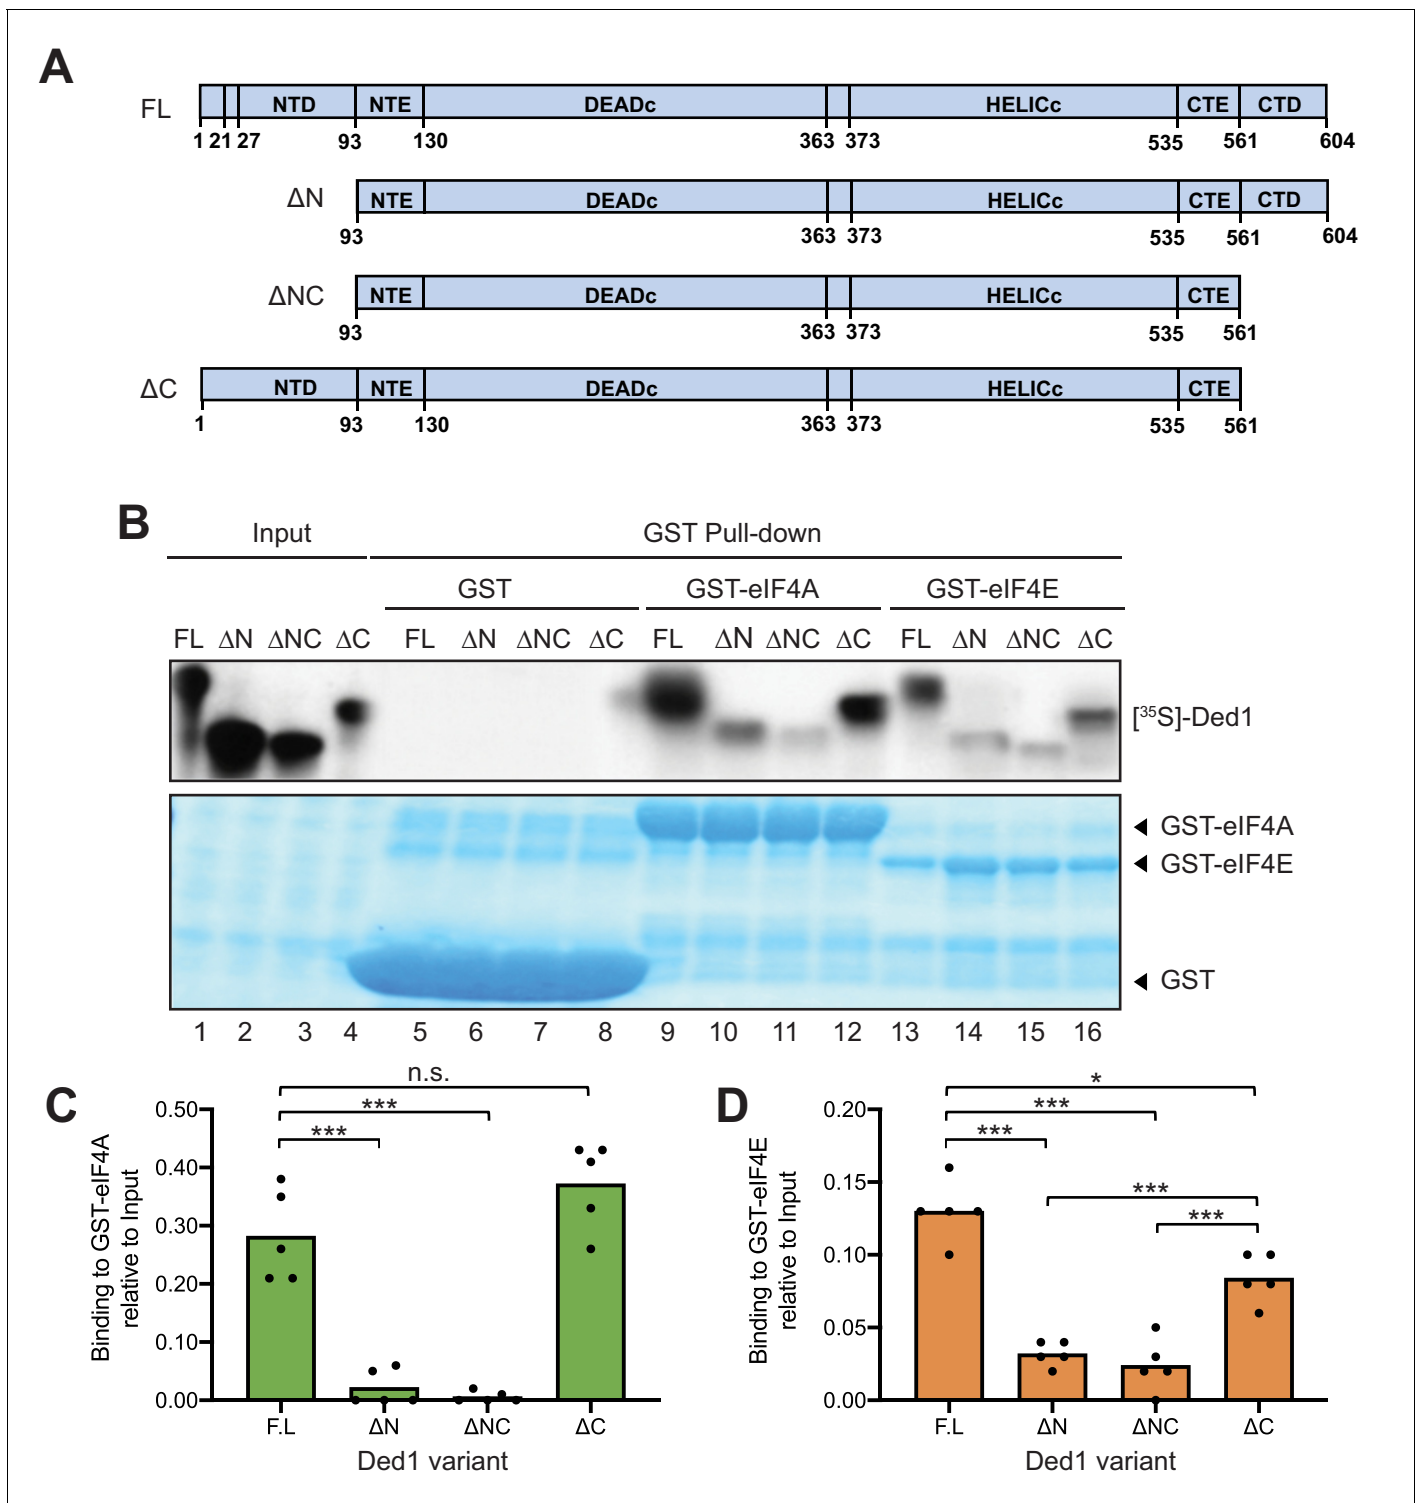 A
FL NTD NTE DEADc HELICc CTE CTD
1 21 27 93 130 363 373 535 561 604
ΔN NTE DEADc HELICc CTE CTD
93 363 373 535 561 604
ΔNC NTE DEADc HELICc CTE
93 363 373 535 561
ΔC NTD NTE DEADc HELICc CTE
1 93 130 363 373 535 561
B
Input GST Pull-down
GST GST-eIF4A GST-eIF4E
FL ΔN ΔNC ΔC FL ΔN ΔNC ΔC FL ΔN ΔNC ΔC FL ΔN ΔNC ΔC
[35S]-Ded1
GST-eIF4A
GST-eIF4E
GST
1 2 3 4 5 6 7 8 9 10 11 12 13 14 15 16
C
n.s.
***
***
0.50
0.40
0.30
0.20
0.10
0.00
Binding to GST-eIF4A
relative to Input
F.L ΔN ΔNC ΔC
Ded1 variant
D
*
***
***
***
***
0.20
0.15
0.10
0.05
0.00
Binding to GST-eIF4E
relative to Input
F.L ΔN ΔNC ΔC
Ded1 variant